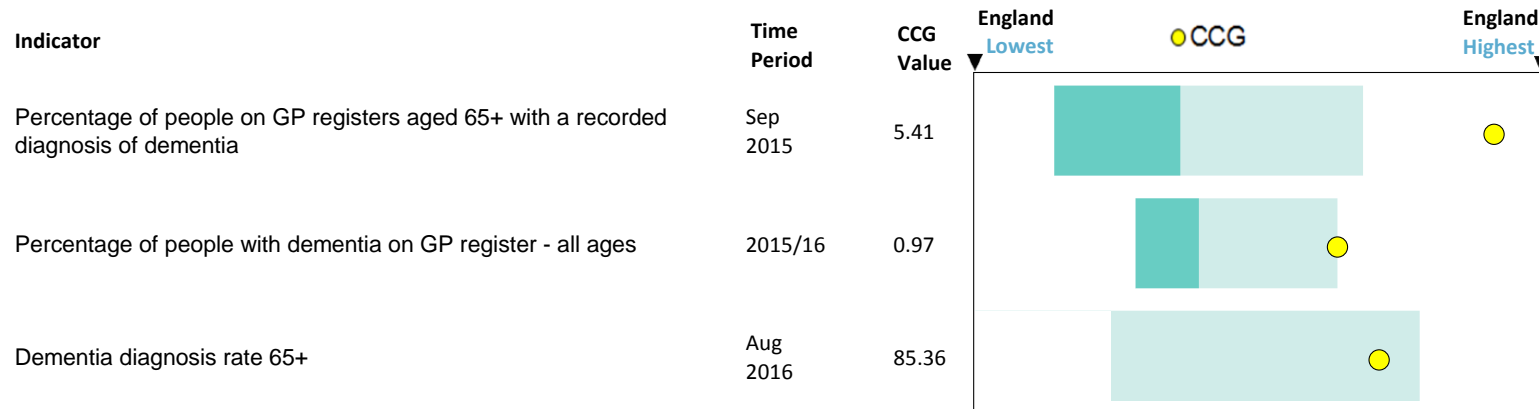 Indicator
Time
Period
CCG
Value
England
Lowest
CCG
England
Highest
Percentage of people on GP registers aged 65+ with a recorded
diagnosis of dementia
Sep
2015
5.41
Percentage of people with dementia on GP register - all ages
2015/16
0.97
Dementia diagnosis rate 65+
Aug
2016
85.36